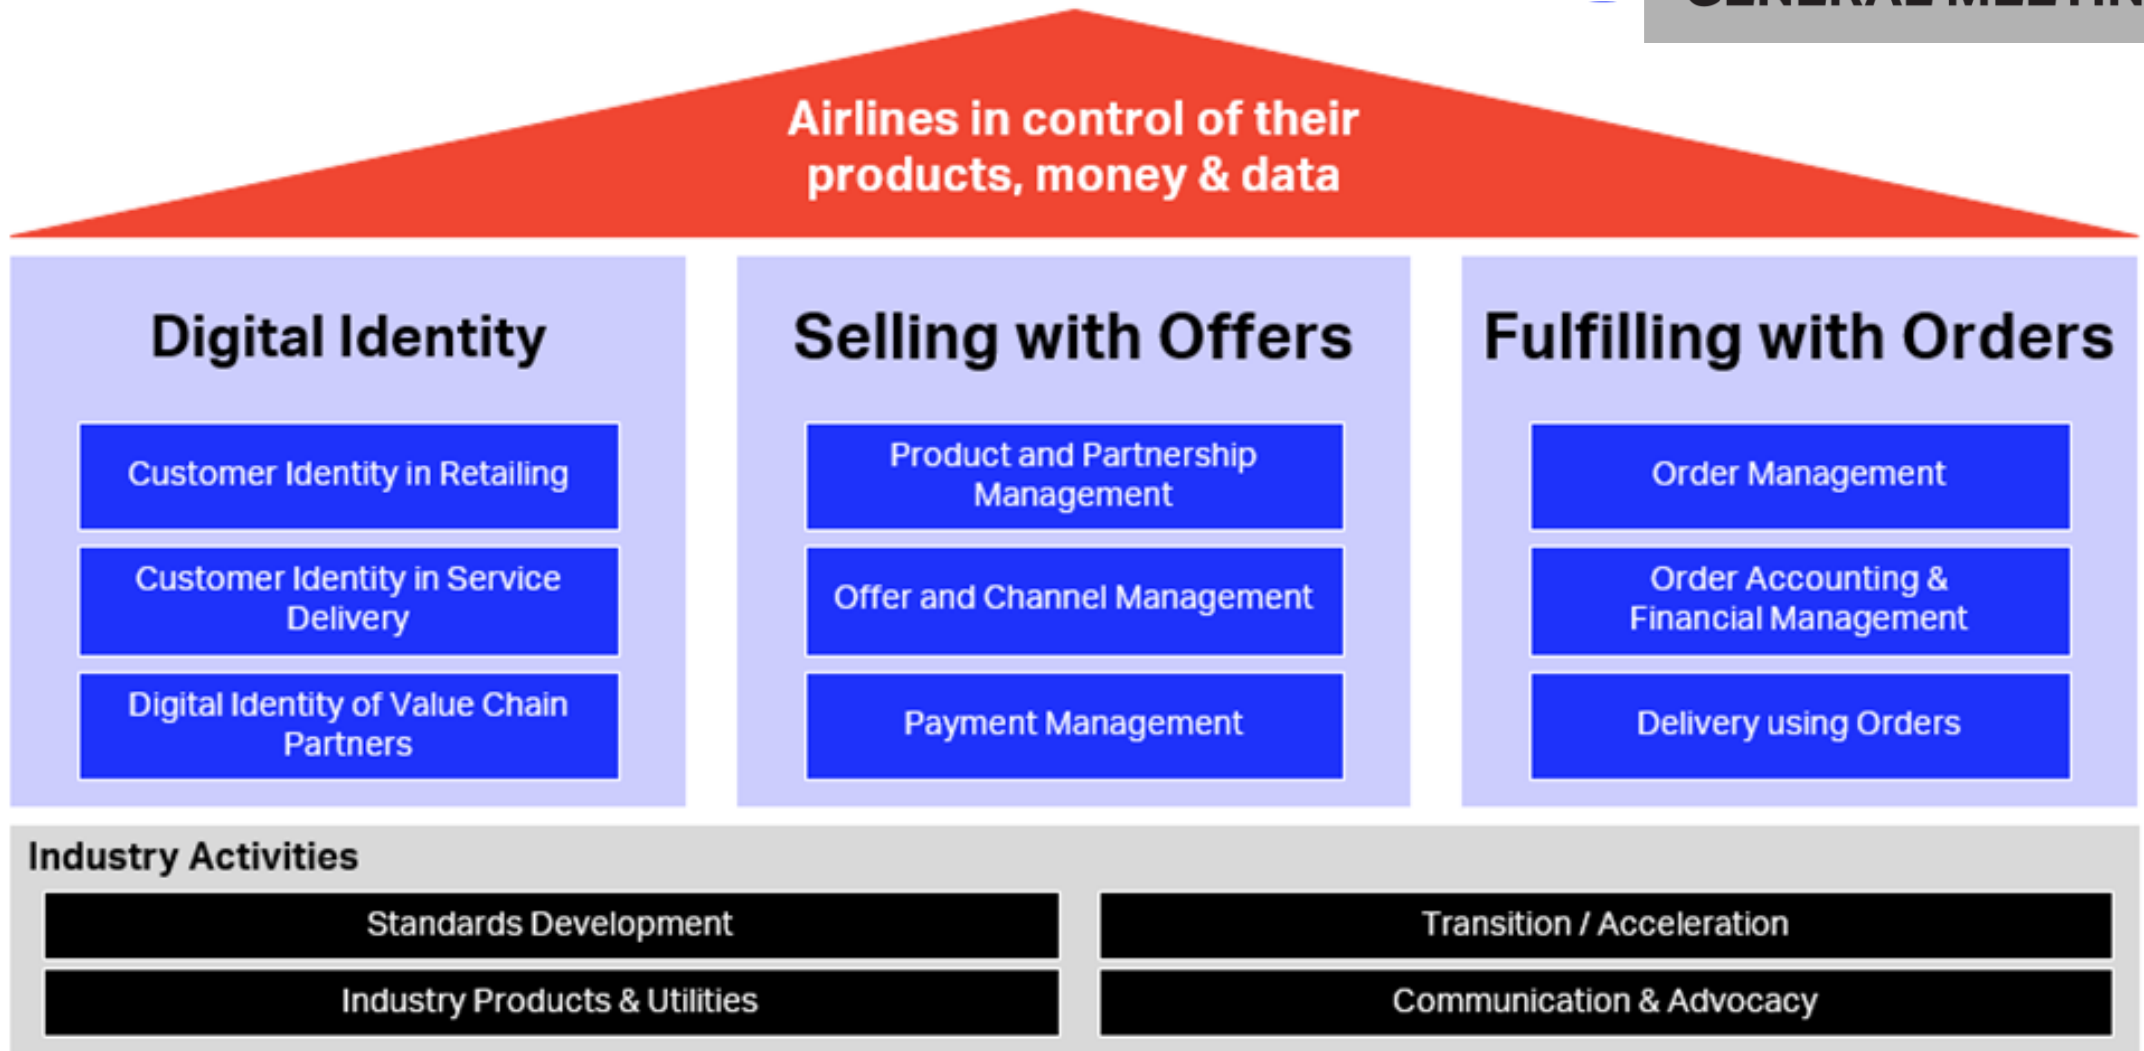 GENERAL MEETIN
Airlines in control of their
products, money & data
Digital Identity
Customer Identity in Retailing
Customer Identity in Service
Delivery
Digital Identity of Value Chain
Partners
Selling with Offers
Product and Partnership
Management
Offer and Channel Management
Payment Management
Fulfilling with Orders
Order Management
Order Accounting &
Financial Management
Delivery using Orders
Industry Activities
Standards Development
Transition / Acceleration
Industry Products & Utilities
Communication & Advocacy